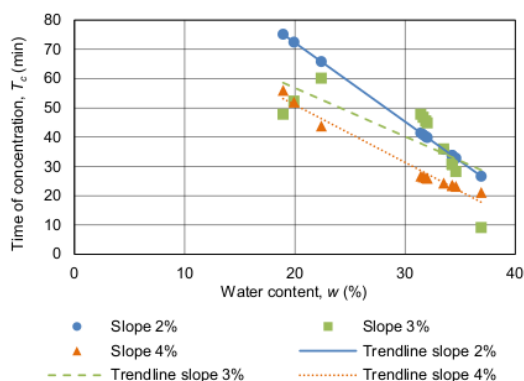 Time of concentration, Tc (min)
80
70
60
50
40
30
20
10
0
0 10 20 30 40
Water content, w (%)
Slope 2% Slope 3%
Slope 4% Trendline slope 2%
Trendline slope 3% Trendline slope 4%